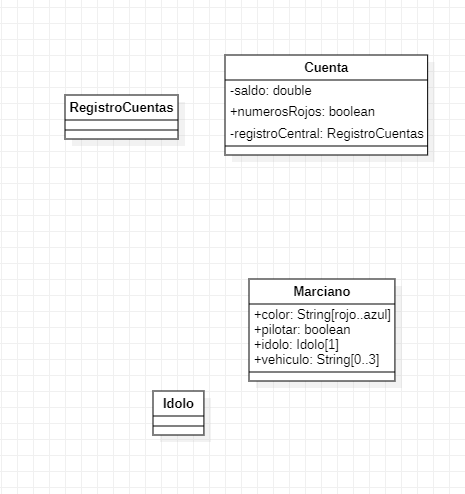 Cuenta
-saldo: double
+numerosRojos: boolean
-registroCentral: RegistroCuentas
RegistroCuentas
Marciano
+color: String[rojo..azul]
+pilotar: boolean
+idolo: Idolo[1]
+vehiculo: String[0..3]
Idolo